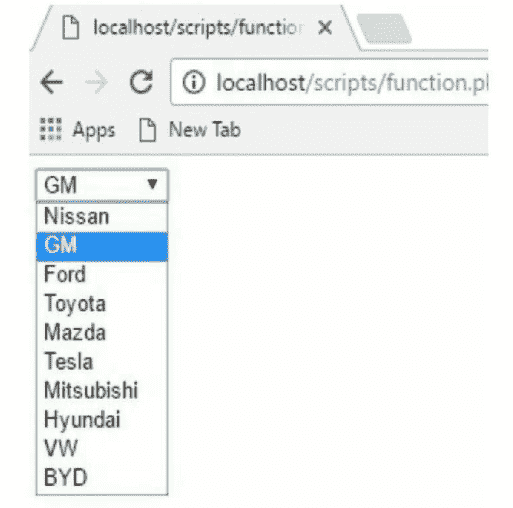 localhost/scripts/function
localhost/scripts/function.pl
Apps New Tab
GM
Nissan
GM
Ford
Toyota
Mazda
Tesla
Mitsubishi
Hyundai
VW
BYD